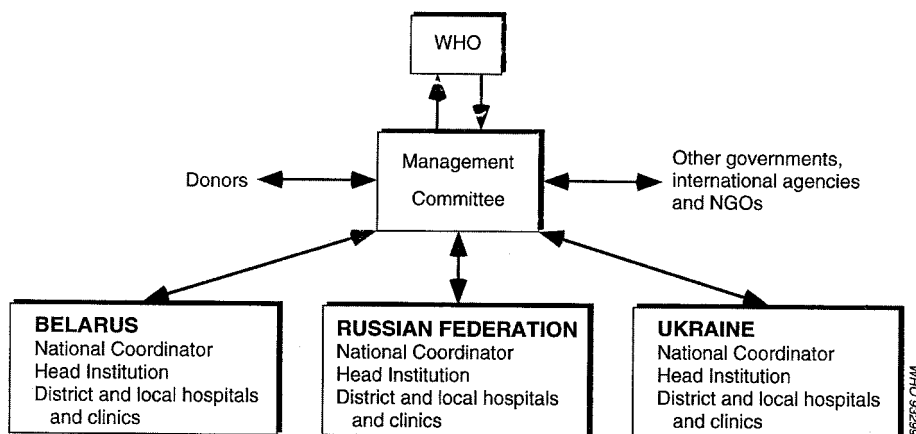 WHO
Management
Committee
Donors
Other governments,
international agencies
and NGOs
BELARUS
National Coordinator
Head Institution
District and local hospitals
and clinics
RUSSIAN FEDERATION
National Coordinator
Head Institution
District and local hospitals
and clinics
UKRAINE
National Coordinator
Head Institution
District and local hospitals
and clinics